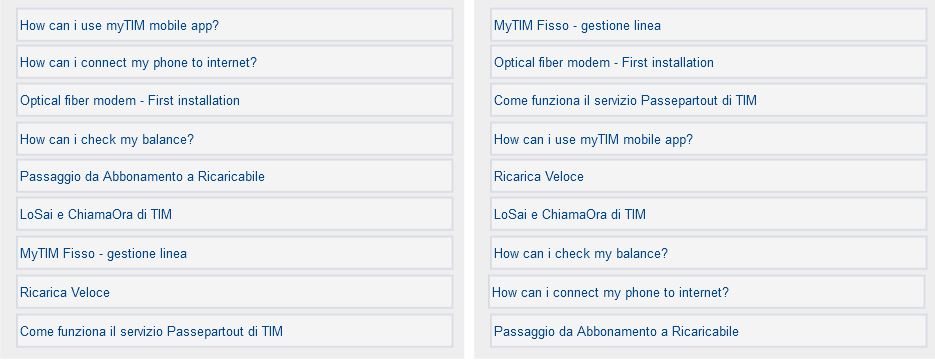 How can i use myTIM mobile app?
How can i connect my phone to internet?
Optical fiber modem - First installation
How can i check my balance?
Passaggio da Abbonamento a Ricaricabile
LoSai e ChiamaOra di TIM
MyTIM Fisso - gestione linea
Ricarica Veloce
Come funziona il servizio Passepartout di TIM
MyTIM Fisso - gestione linea
Optical fiber modem - First installation
Come funziona il servizio Passepartout di TIM
How can i use myTIM mobile app?
Ricarica Veloce
LoSai e ChiamaOra di TIM
How can i check my balance?
How can i connect my phone to internet?
Passaggio da Abbonamento a Ricaricabile